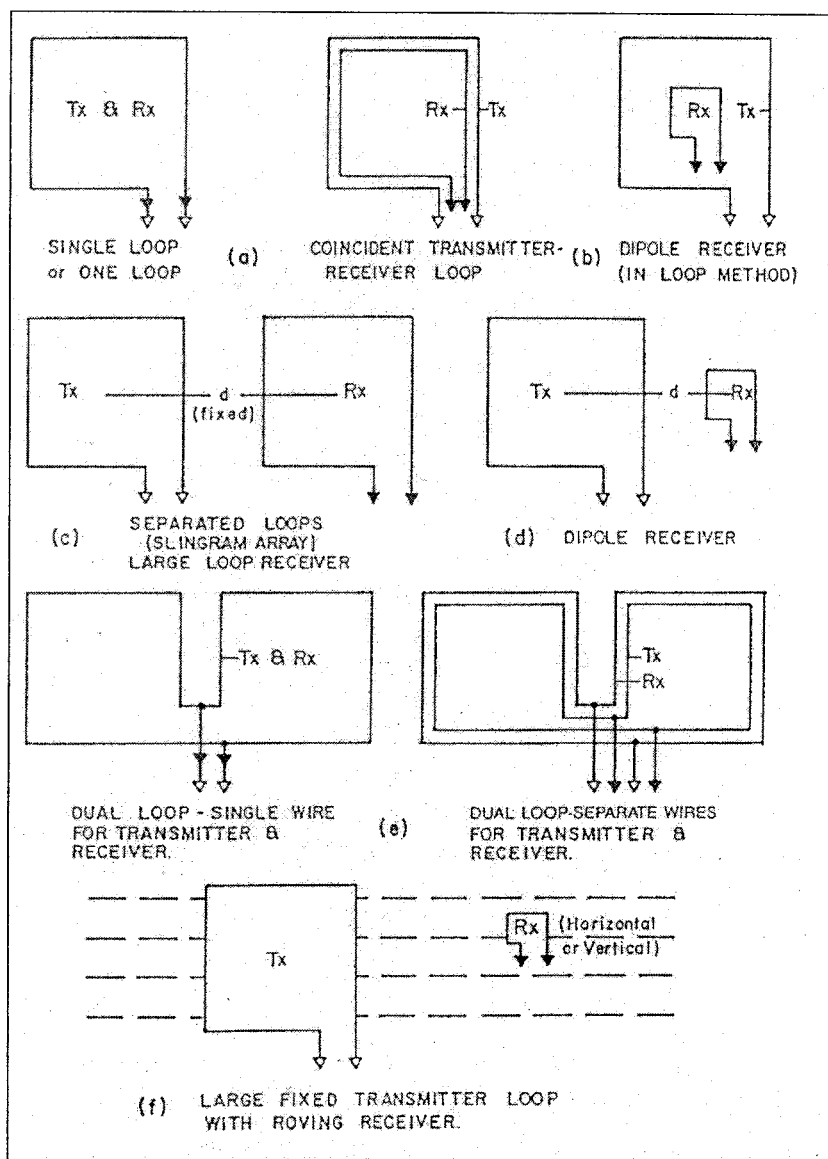 Tx & Rx
Rx
Tx
Rx
Tx
SINGLE LOOP
or ONE LOOP
(a)
COINCIDENT TRANSMITTER-
RECEIVER LOOP
(b)
DIPOLE RECEIVER
(IN LOOP METHOD)
Tx
d
(fixed)
Rx
Tx
d
Rx
(c)
SEPARATED LOOPS
(SLINGRAM ARRAY)
LARGE LOOP RECEIVER
(d)
DIPOLE RECEIVER
Tx & Rx
Tx
Rx
DUAL LOOP - SINGLE WIRE
FOR TRANSMITTER &
RECEIVER.
(e)
DUAL LOOP-SEPARATE WIRES
FOR TRANSMITTER &
RECEIVER.
Tx
Rx
(Horizontal
or Vertical)
(f)
LARGE FIXED TRANSMITTER LOOP
WITH ROVING RECEIVER.